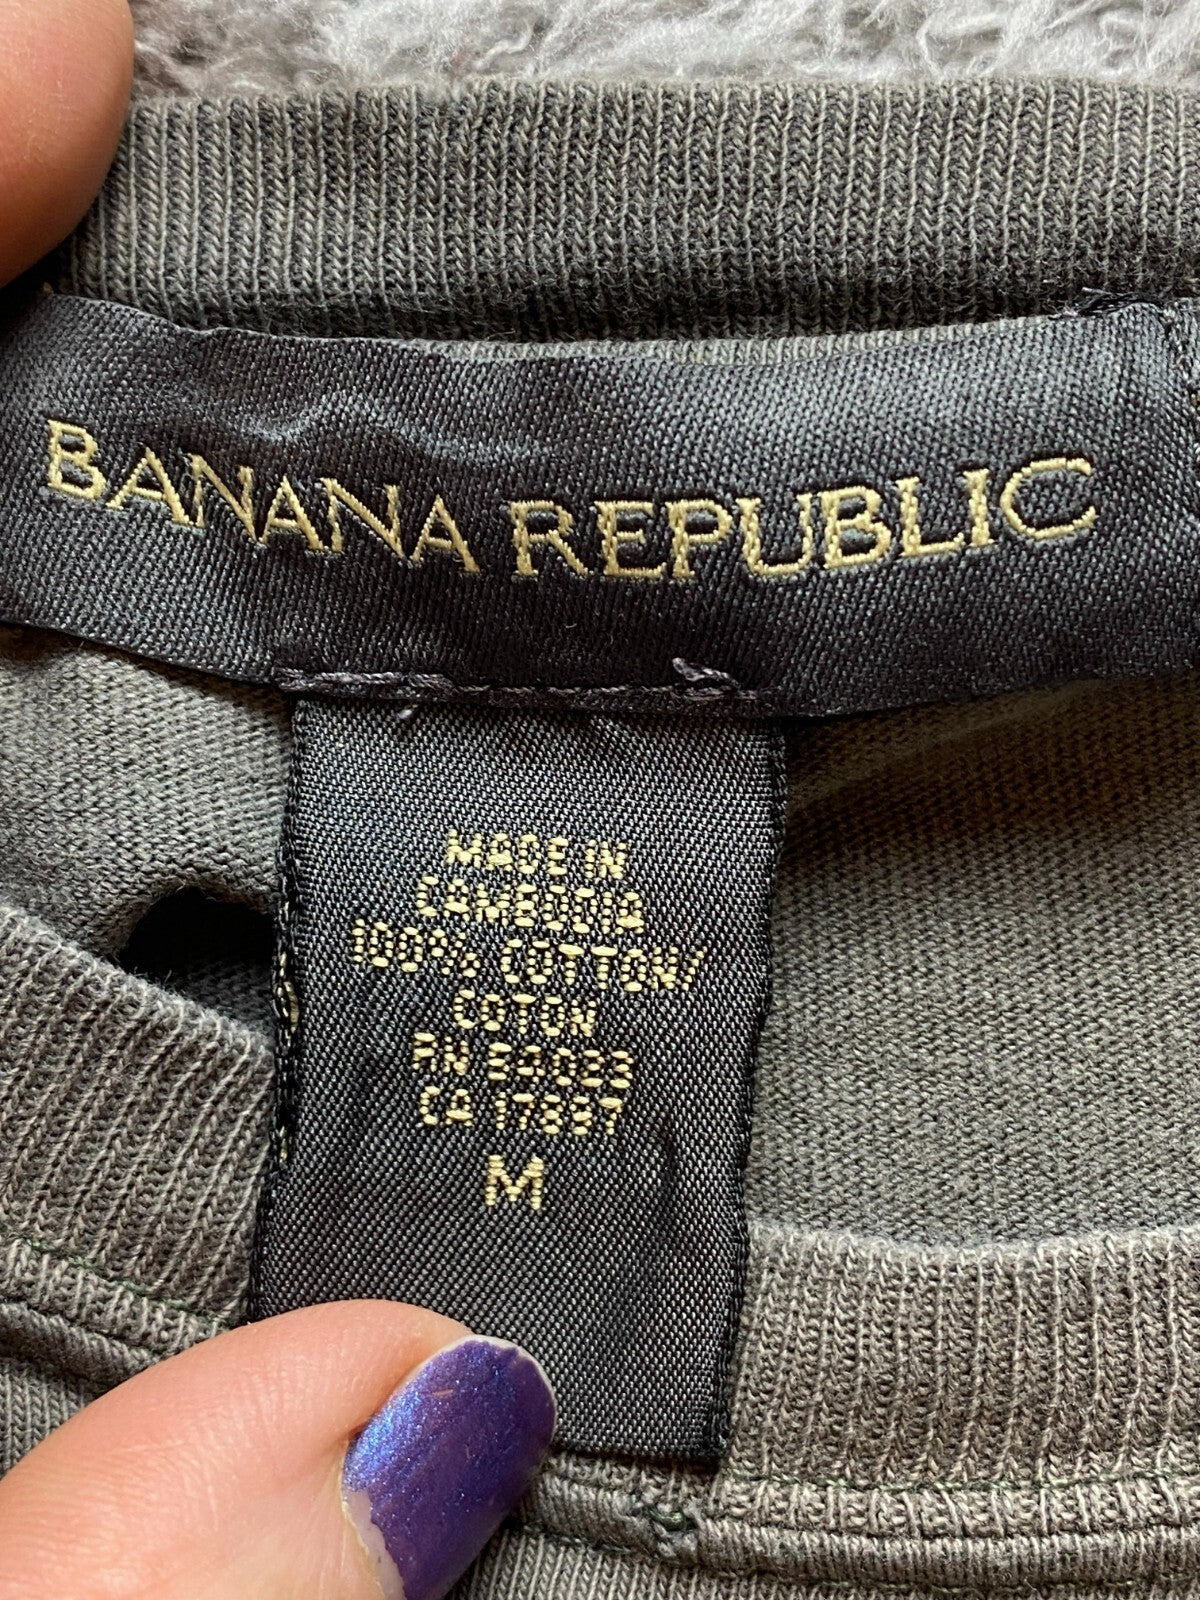 BANANA REPUBLIC
MADE IN
CAMBODIA
100% COTTON/
COTON
RN 54023
CA 17897
M